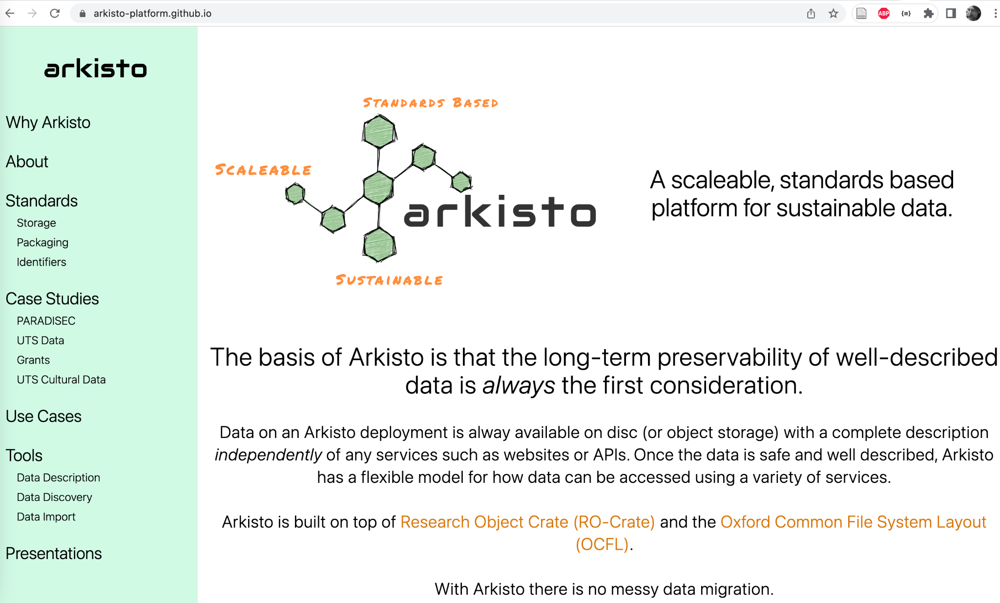 arkisto-platform.github.io
ABP
arkisto
Why Arkisto
About
Standards
Storage
Packaging
Identifiers
Case Studies
PARADISEC
UTS Data
Grants
UTS Cultural Data
Use Cases
Tools
Data Description
Data Discovery
Data Import
Presentations
Standards Based
Scaleable
arkisto
Sustainable
A scaleable, standards based
platform for sustainable data.
The basis of Arkisto is that the long-term preservability of well-described
data is always the first consideration.
Data on an Arkisto deployment is alway available on disc (or object storage) with a complete description
independently of any services such as websites or APIs. Once the data is safe and well described, Arkisto
has a flexible model for how data can be accessed using a variety of services.
Arkisto is built on top of Research Object Crate (RO-Crate) and the Oxford Common File System Layout
(OCFL).
With Arkisto there is no messy data migration.